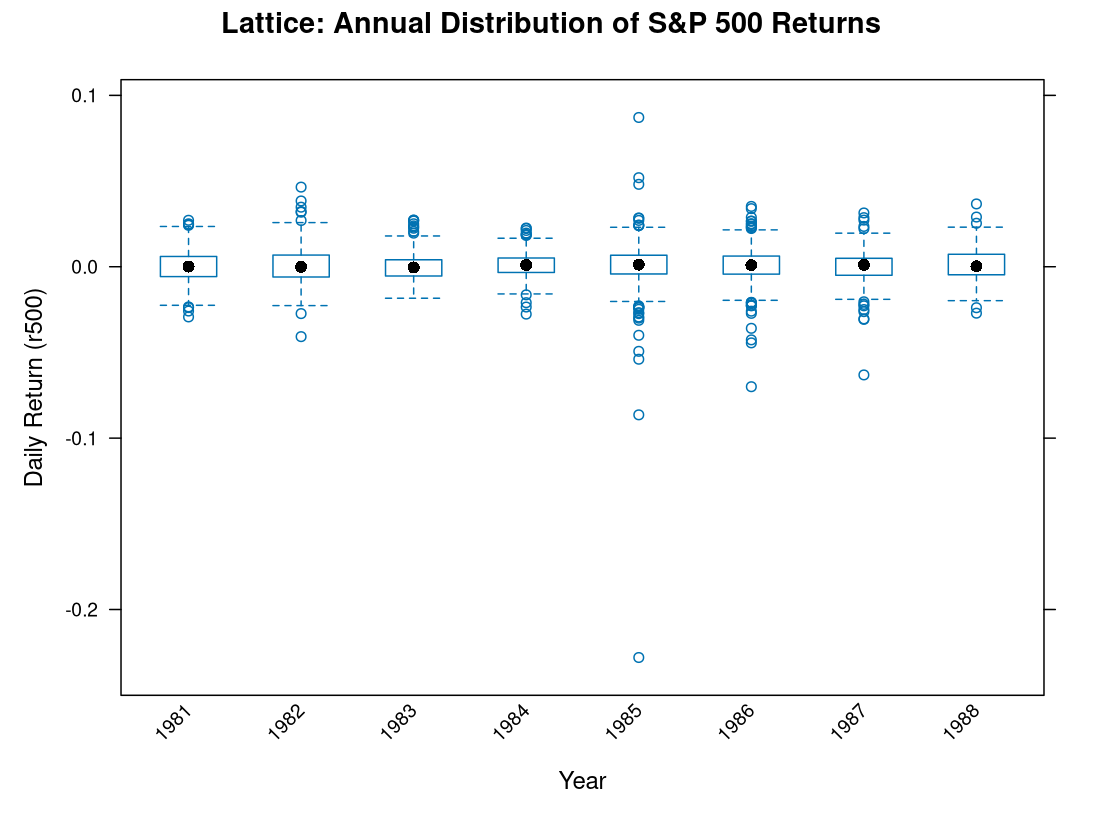 Lattice: Annual Distribution of S&P 500 Returns
Daily Return (r500)
0.1
0.0
-0.1
-0.2
1981 1982 1983 1984 1985 1986 1987 1988
Year